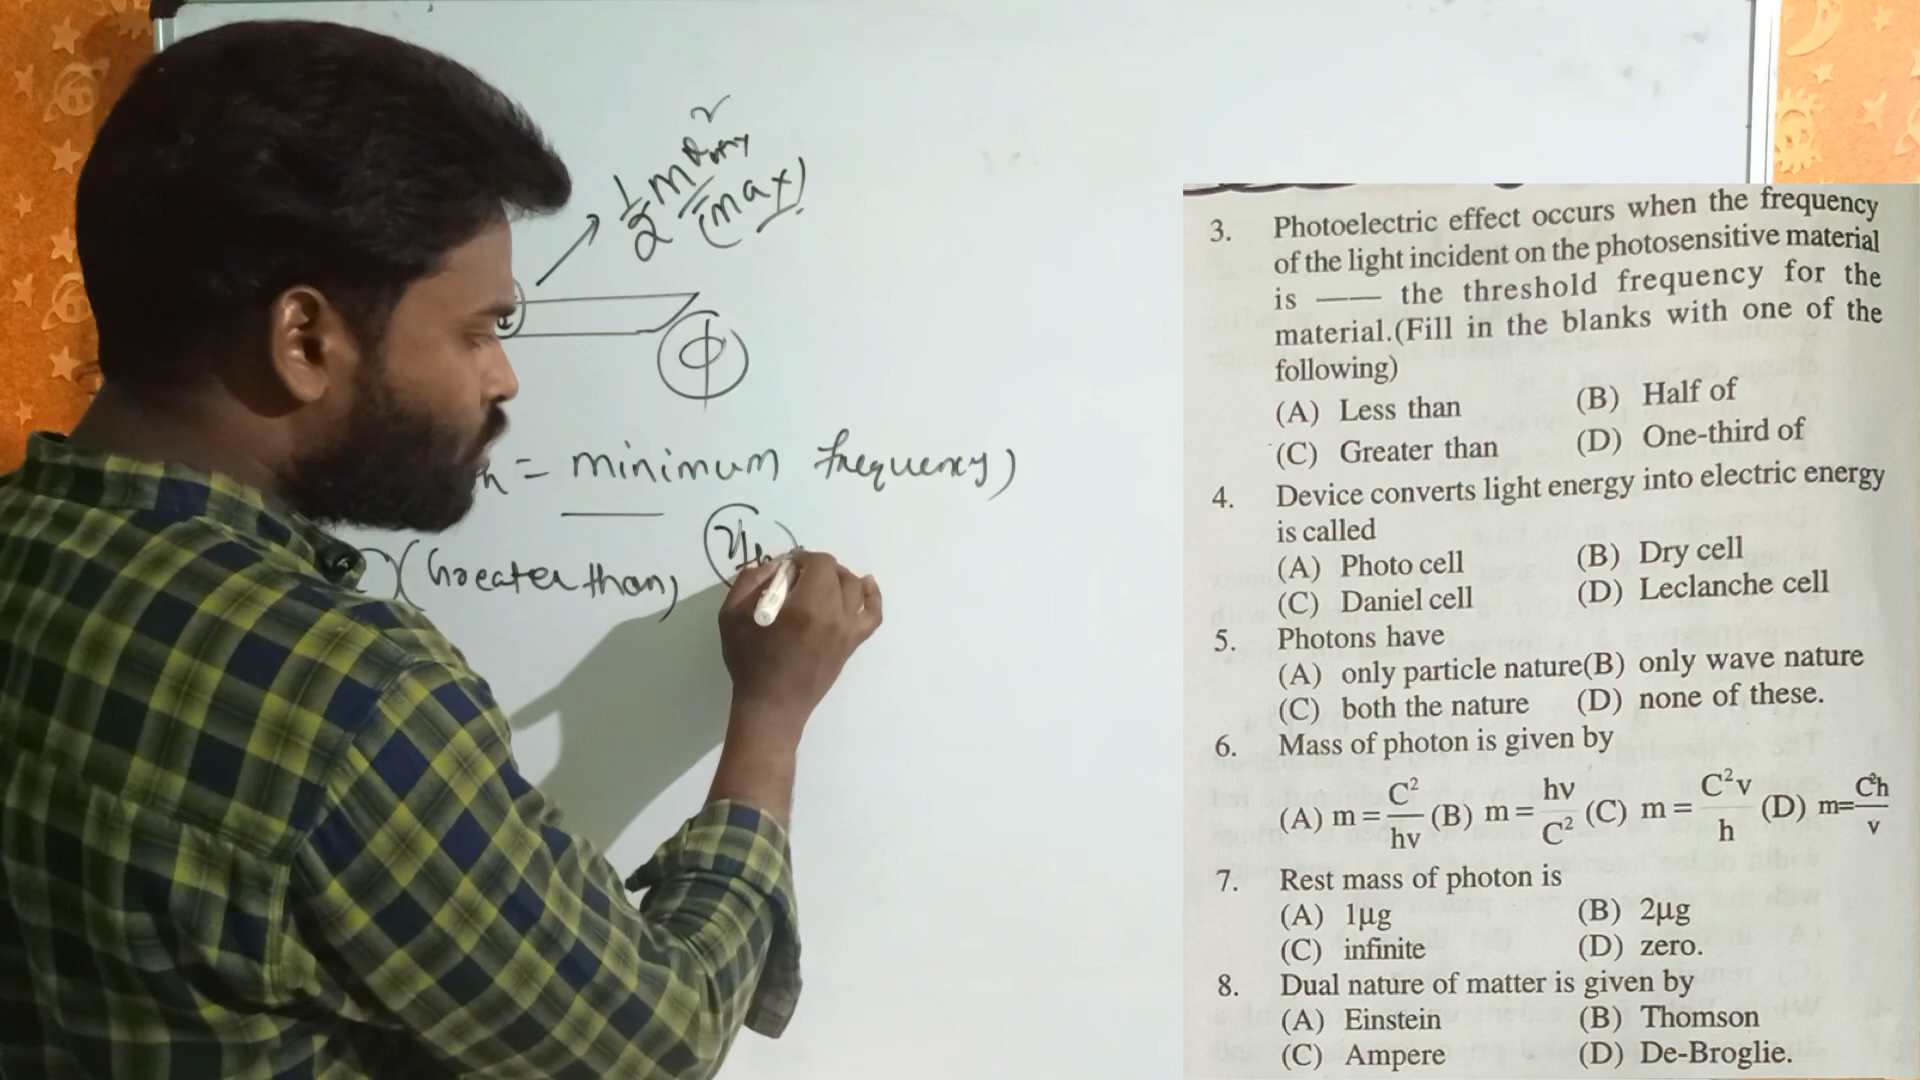 ½ m v²max
(max)
ϕ
h = minimum frequency)
(Greater than,
3. Photoelectric effect occurs when the frequency
of the light incident on the photosensitive material
is —— the threshold frequency for the
material.(Fill in the blanks with one of the
following)
(A) Less than (B) Half of
(C) Greater than (D) One-third of
4. Device converts light energy into electric energy
is called
(A) Photo cell (B) Dry cell
(C) Daniel cell (D) Leclanche cell
5. Photons have
(A) only particle nature(B) only wave nature
(C) both the nature (D) none of these.
6. Mass of photon is given by
(A) m = C²/hv (B) m = hv/C² (C) m = C²v/h (D) m= C²h/v
7. Rest mass of photon is
(A) 1µg (B) 2µg
(C) infinite (D) zero.
8. Dual nature of matter is given by
(A) Einstein (B) Thomson
(C) Ampere (D) De-Broglie.